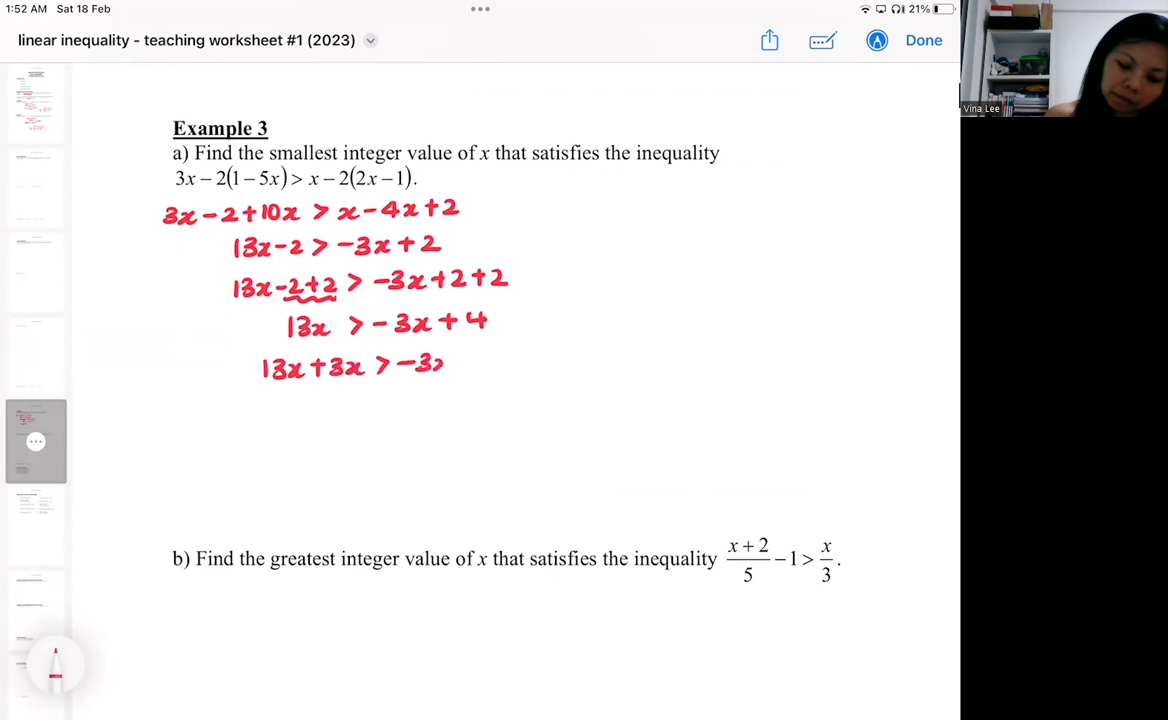 1:52 AM Sat 18 Feb
21%
linear inequality - teaching worksheet #1 (2023)
Done
Vina Lee
Example 3
a) Find the smallest integer value of x that satisfies the inequality
3x – 2(1 – 5x) > x – 2(2x – 1).
3x - 2 + 10x > x - 4x + 2
13x - 2 > -3x + 2
13x - 2 + 2 > -3x + 2 + 2
13x > -3x + 4
13x + 3x > -3
b) Find the greatest integer value of x that satisfies the inequality (x + 2)/5 – 1 > x/3.